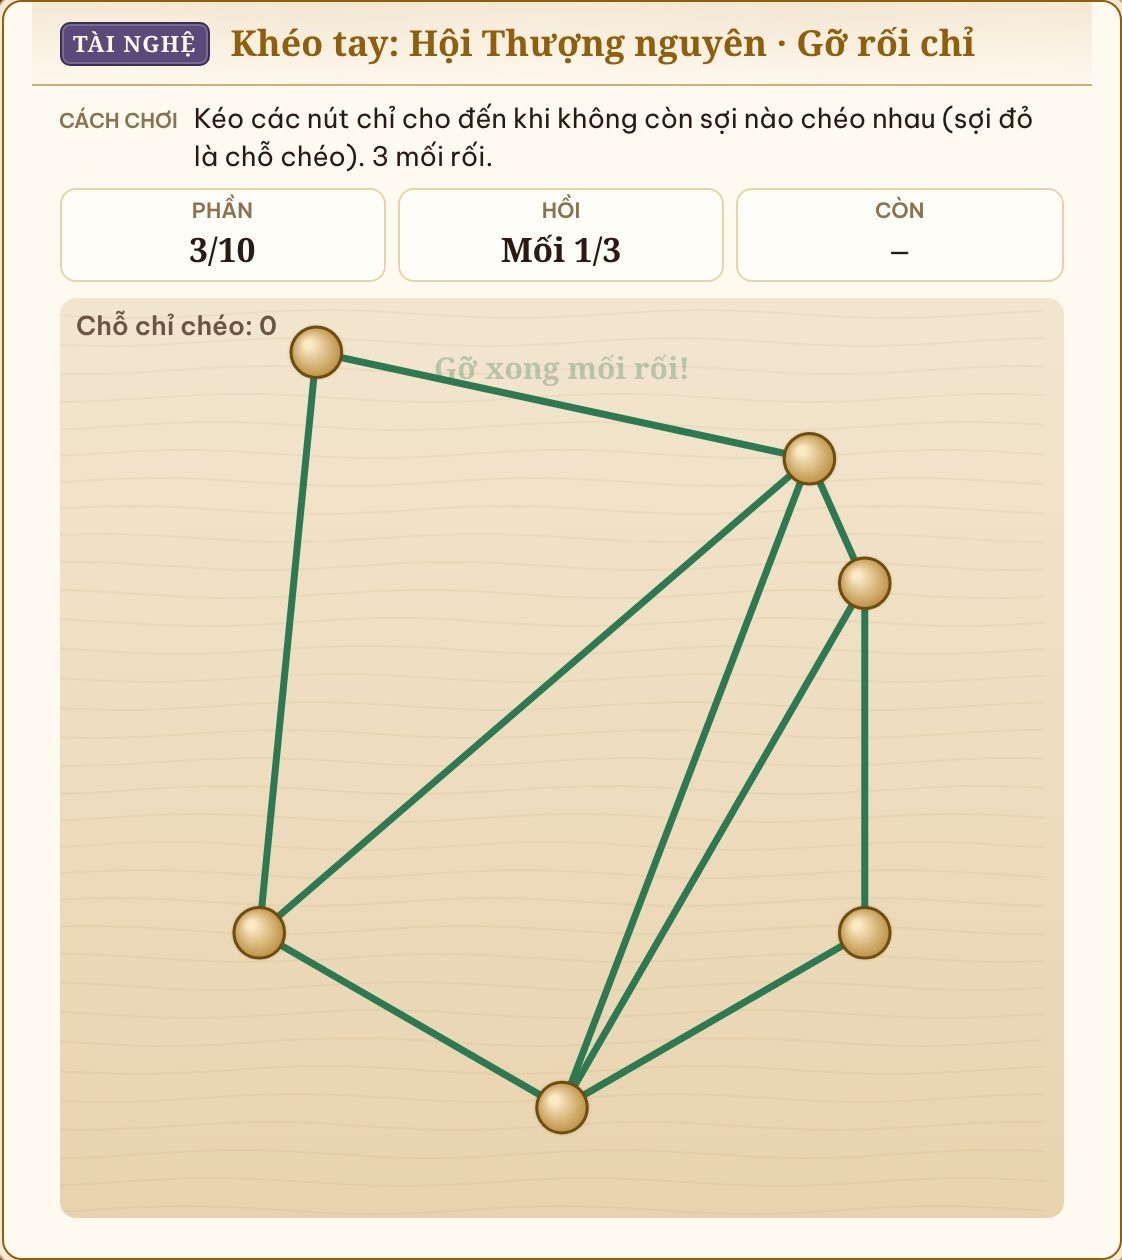 TÀI NGHỆ Khéo tay: Hội Thượng nguyên · Gỡ rối chỉ
CÁCH CHƠI Kéo các nút chỉ cho đến khi không còn sợi nào chéo nhau (sợi đỏ
là chỗ chéo). 3 mối rối.
PHẦN HỒI CÒN
3/10 Mối 1/3 –
Chỗ chỉ chéo: 0
Gỡ xong mối rối!